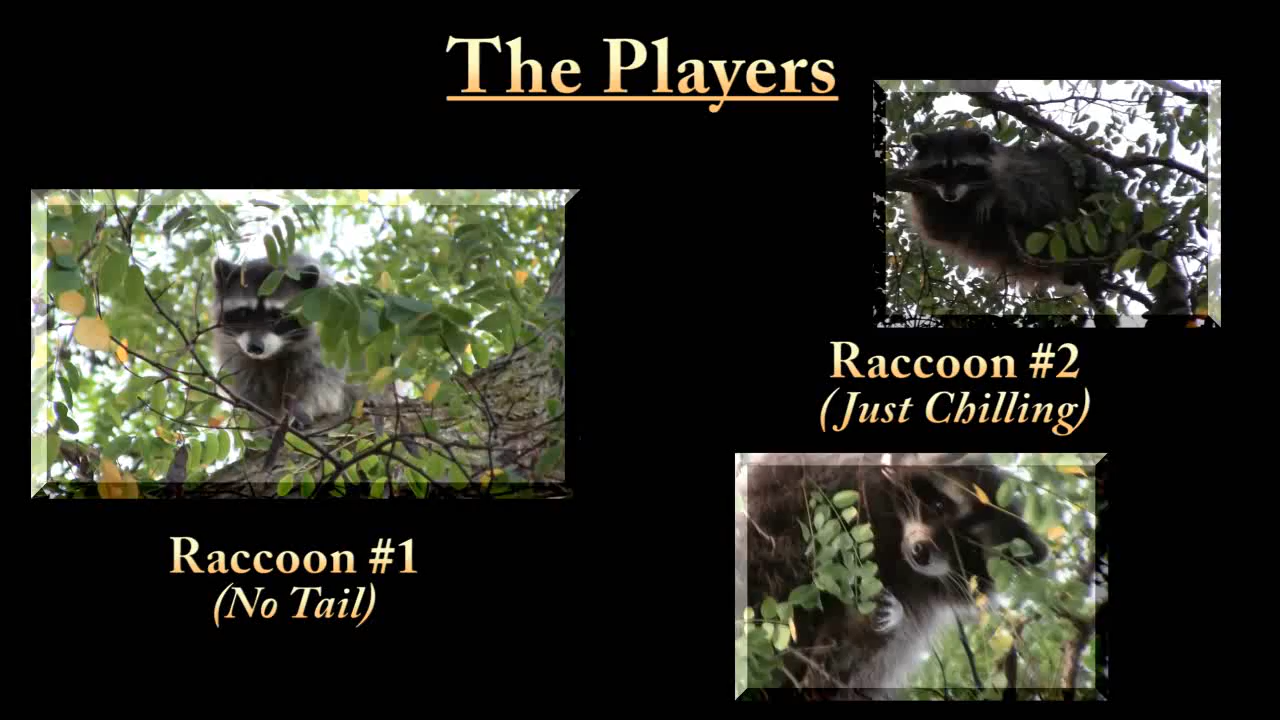 The Players
Raccoon #2
(Just Chilling)
Raccoon #1
(No Tail)